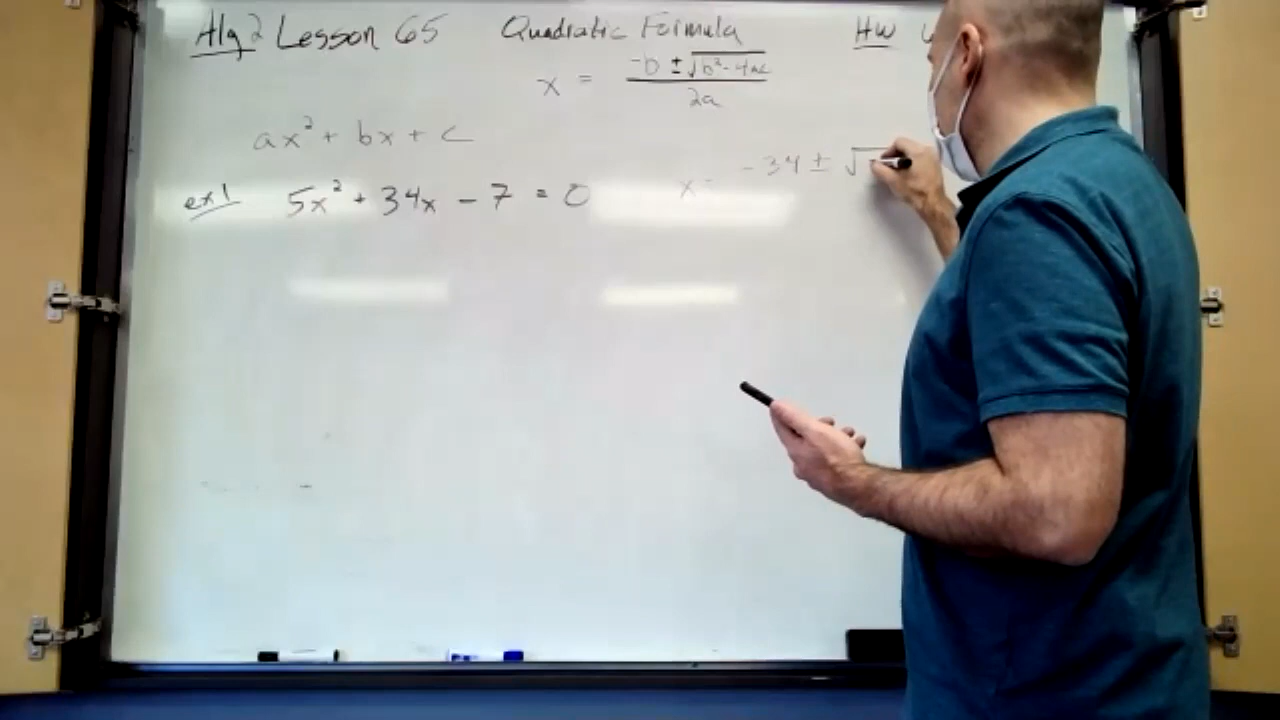 Alg 2 Lesson 65 Quadratic Formula HW
x = -b ± √b² - 4ac / 2a
ax² + bx + c
x = -34 ± √
ex1 5x² + 34x - 7 = 0